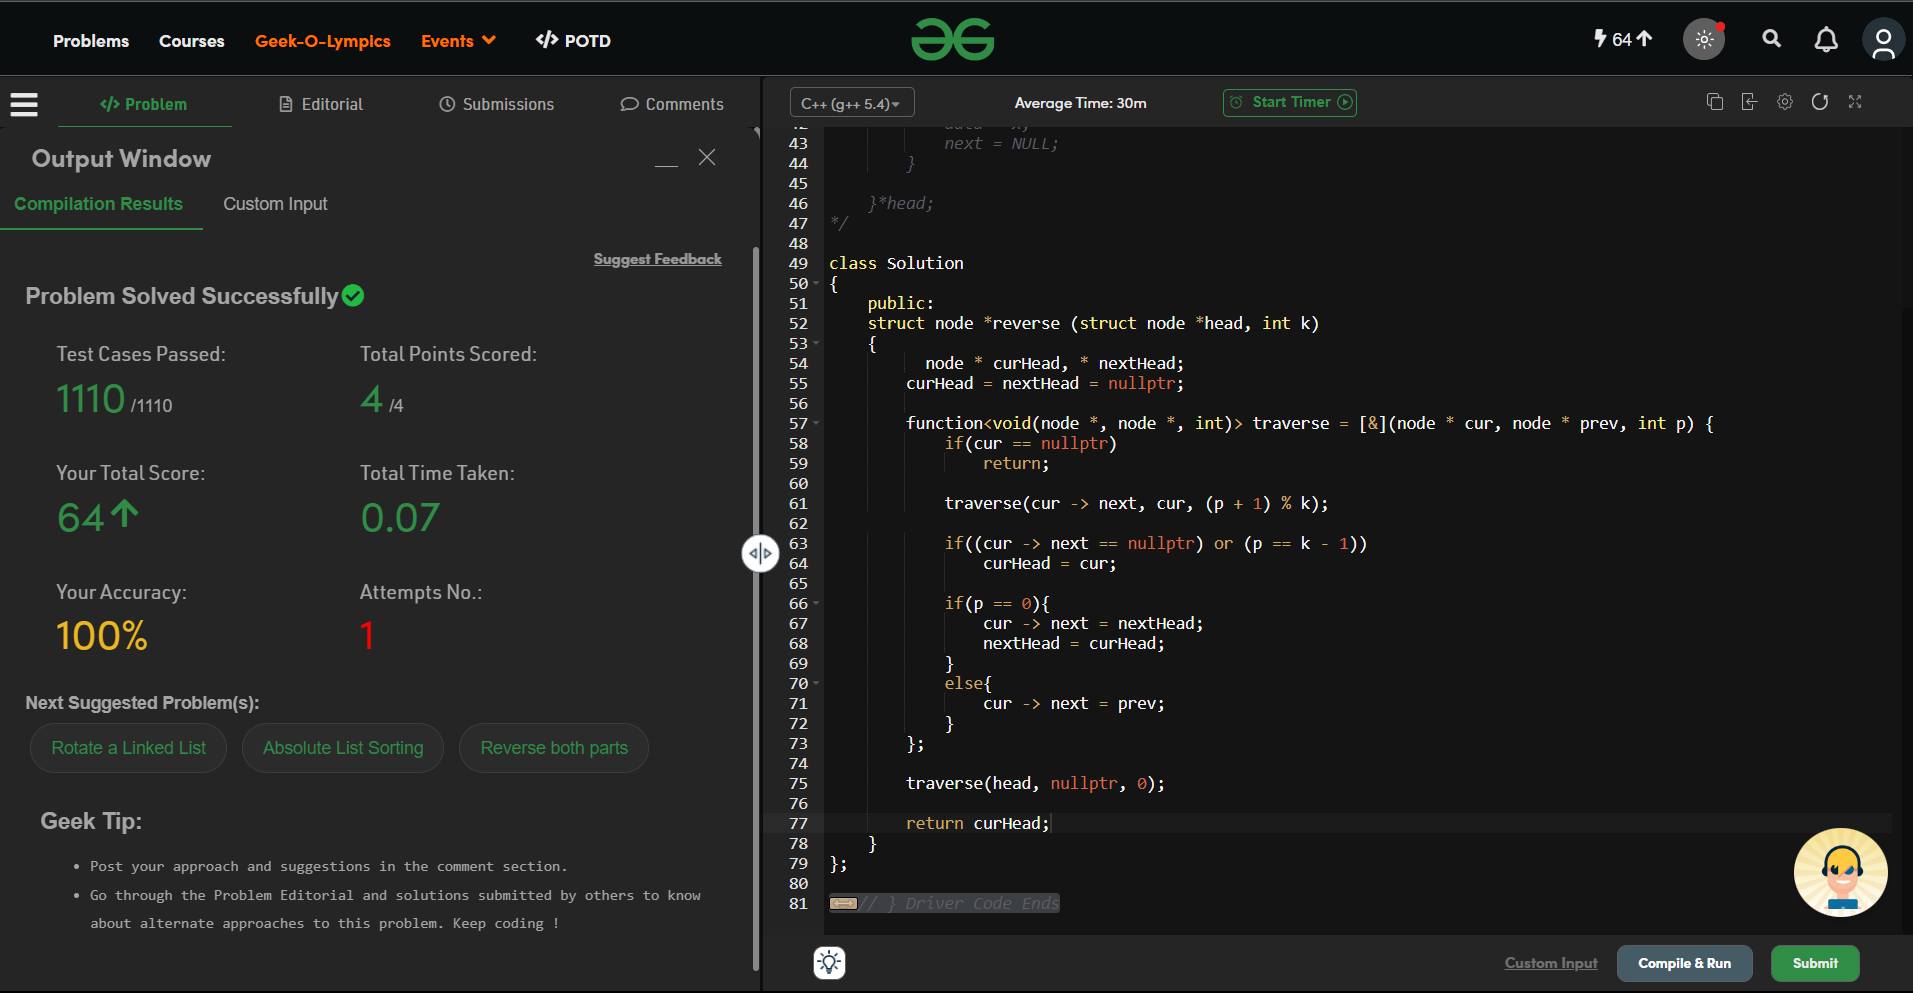 Problems Courses Geek-O-Lympics Events </> POTD 64
</> Problem Editorial Submissions Comments
Output Window
Compilation Results Custom Input
Suggest Feedback
Problem Solved Successfully
Test Cases Passed: Total Points Scored:
1110 /1110 4 /4
Your Total Score: Total Time Taken:
64 0.07
Your Accuracy: Attempts No.:
100% 1
Next Suggested Problem(s):
Rotate a Linked List Absolute List Sorting Reverse both parts
Geek Tip:
• Post your approach and suggestions in the comment section.
• Go through the Problem Editorial and solutions submitted by others to know
about alternate approaches to this problem. Keep coding !
C++ (g++ 5.4) Average Time: 30m Start Timer
43 next = NULL;
44 }
45
46 }*head;
47 */
48
49 class Solution
50 {
51 public:
52 struct node *reverse (struct node *head, int k)
53 {
54 node * curHead, * nextHead;
55 curHead = nextHead = nullptr;
56
57 function<void(node *, node *, int)> traverse = [&](node * cur, node * prev, int p) {
58 if(cur == nullptr)
59 return;
60
61 traverse(cur -> next, cur, (p + 1) % k);
62
63 if((cur -> next == nullptr) or (p == k - 1))
64 curHead = cur;
65
66 if(p == 0){
67 cur -> next = nextHead;
68 nextHead = curHead;
69 }
70 else{
71 cur -> next = prev;
72 }
73 };
74
75 traverse(head, nullptr, 0);
76
77 return curHead;
78 }
79 };
80
81 // } Driver Code Ends
Custom Input Compile & Run Submit